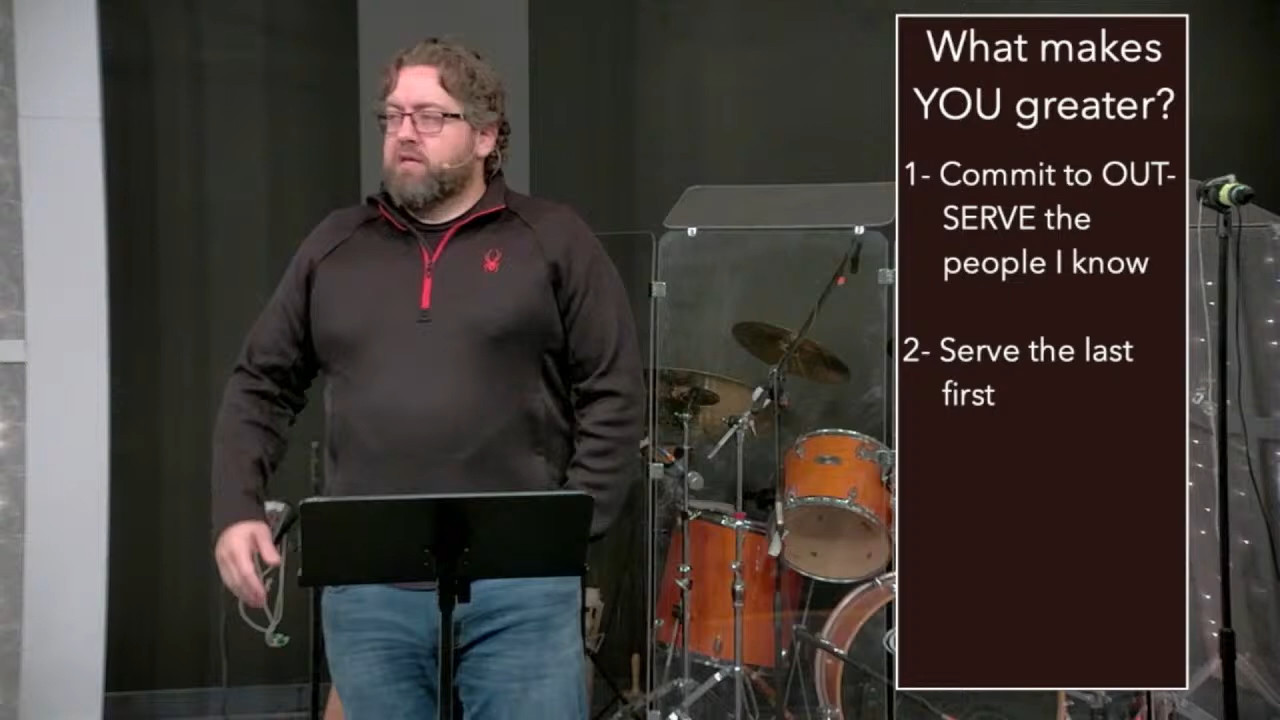 What makes
YOU greater?
1- Commit to OUT-
SERVE the
people I know
2- Serve the last
first